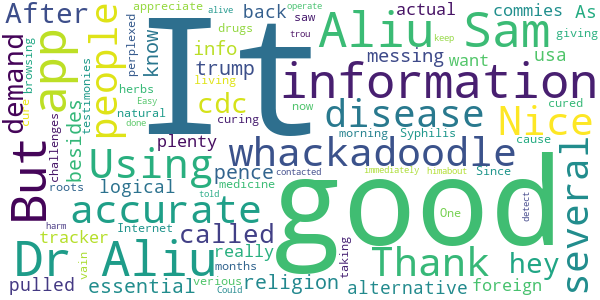 It
good
information
Aliu Sam
Dr Aliu
But
whackadoodle
Using
accurate
Thank
disease
Nice
app
people
several
After
demand
cdc
hey
called
religion
essential
besides
info
trump
pence
plenty
logical
tracker
pulled
really
alternative
foreign
know
back
messing
want
usa
As
commies
actual
appreciate
saw
giving
drugs
alive
operate
keep
trou
perplexed
browsing
testimonies
cure
challenges
herbs
living
natural
Easy
done
curing
now
cured
morning
Syphilis
cause
medicine
immediately
himabout
Since
contacted
told
One
detect
roots
Internet
months
vain
verious
Could
harm
taking